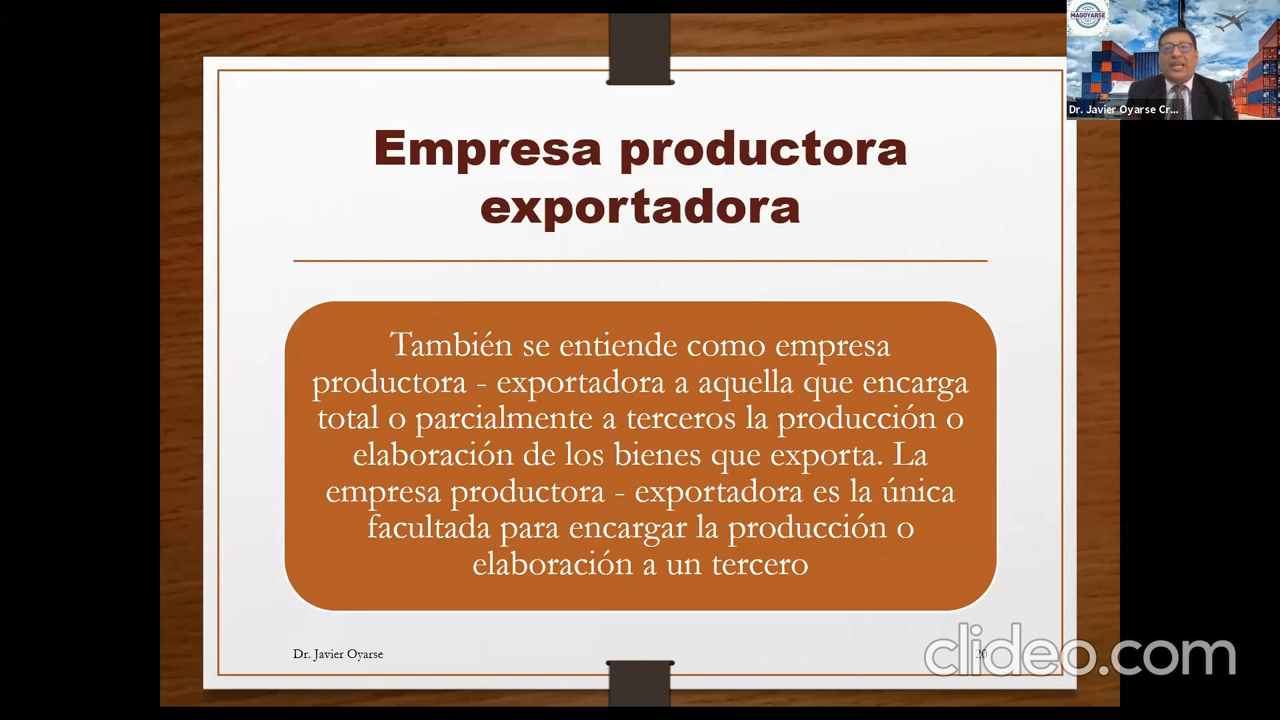 MAGOYARSE
Dr. Javier Oyarse Cr...
Empresa productora
exportadora
También se entiende como empresa
productora - exportadora a aquella que encarga
total o parcialmente a terceros la producción o
elaboración de los bienes que exporta. La
empresa productora - exportadora es la única
facultada para encargar la producción o
elaboración a un tercero
Dr. Javier Oyarse
20
clideo.com